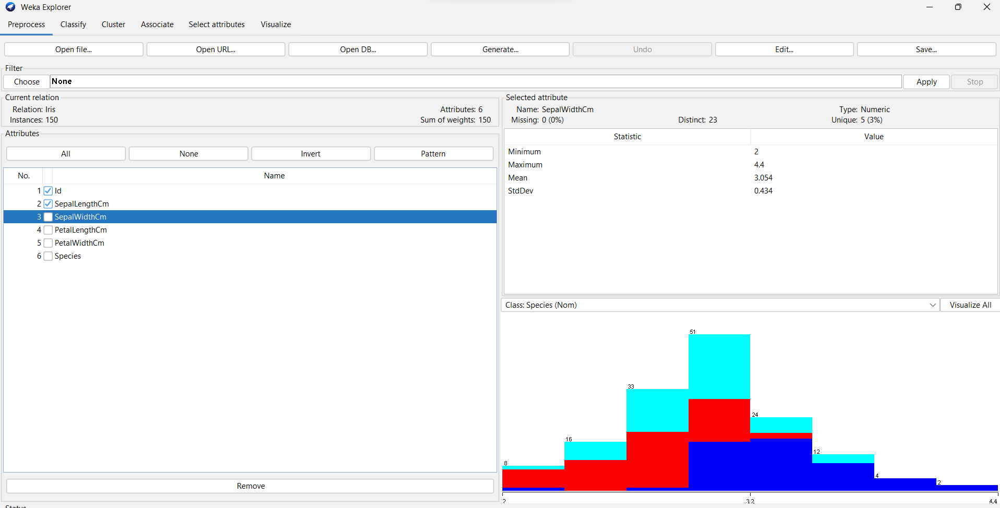 Weka Explorer
Preprocess Classify Cluster Associate Select attributes Visualize
Open file... Open URL... Open DB... Generate... Undo Edit... Save...
Filter
Choose None Apply Stop
Current relation
Relation: Iris Attributes: 6
Instances: 150 Sum of weights: 150
Attributes
All None Invert Pattern
No. Name
1 Id
2 SepalLengthCm
3 SepalWidthCm
4 PetalLengthCm
5 PetalWidthCm
6 Species
Remove
Status
Selected attribute
Name: SepalWidthCm Type: Numeric
Missing: 0 (0%) Distinct: 23 Unique: 5 (3%)
Statistic Value
Minimum 2
Maximum 4.4
Mean 3.054
StdDev 0.434
Class: Species (Nom) Visualize All
51
33
24
16
12
8
4
2
2 3.2 4.4